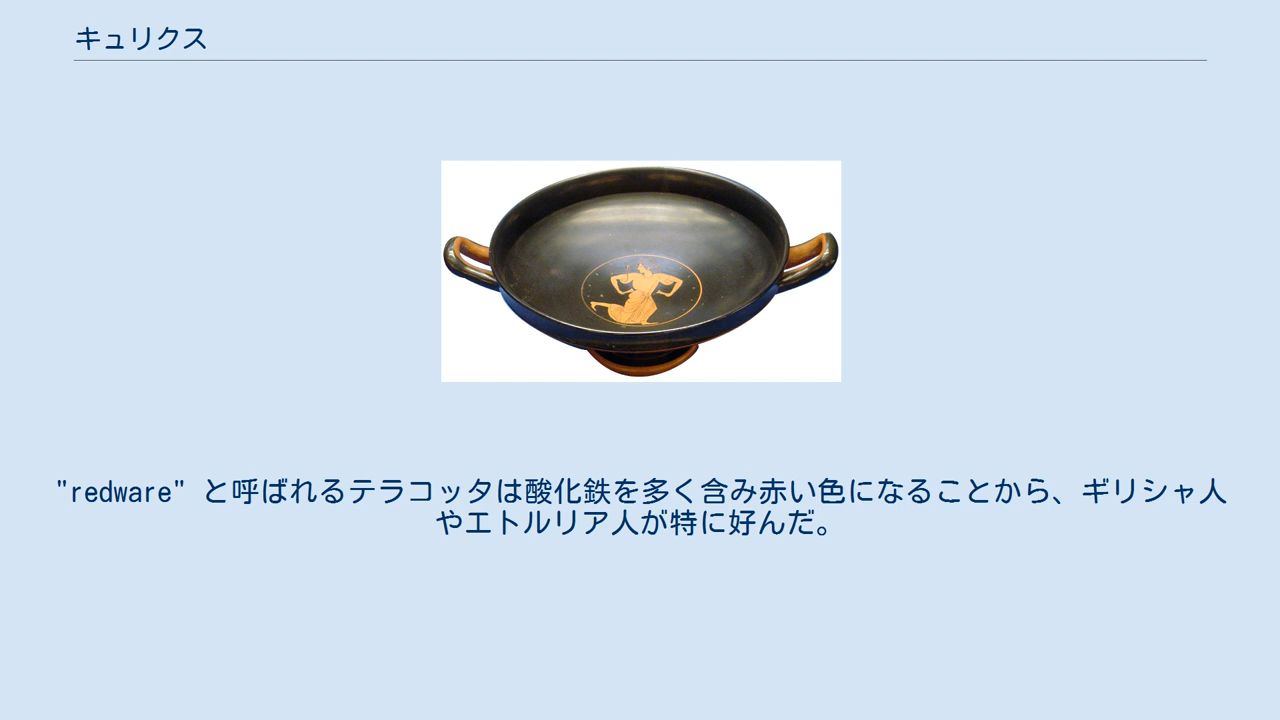 キュリクス
"redware" と呼ばれるテラコッタは酸化鉄を多く含み赤い色になることから、ギリシャ人
やエトルリア人が特に好んだ。